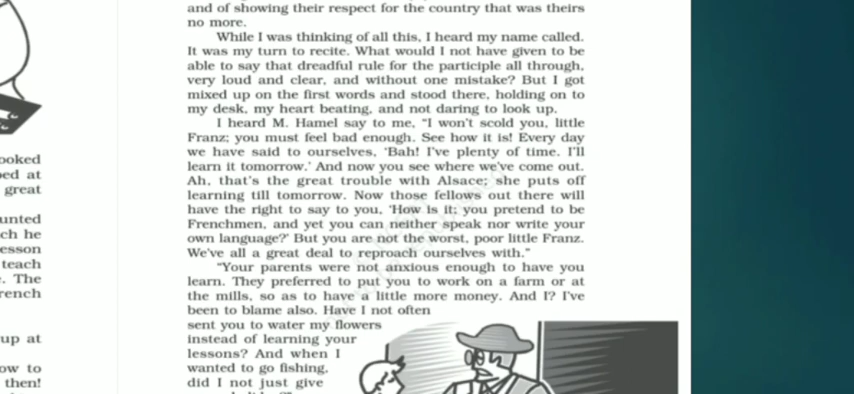 ooked
ed at
great
unted
ch he
esson
teach
. The
rench
up at
ow to
then!
and of showing their respect for the country that was theirs
no more.
While I was thinking of all this, I heard my name called.
It was my turn to recite. What would I not have given to be
able to say that dreadful rule for the participle all through,
very loud and clear, and without one mistake? But I got
mixed up on the first words and stood there, holding on to
my desk, my heart beating, and not daring to look up.
I heard M. Hamel say to me, “I won’t scold you, little
Franz; you must feel bad enough. See how it is! Every day
we have said to ourselves, ‘Bah! I’ve plenty of time. I’ll
learn it tomorrow.’ And now you see where we’ve come out.
Ah, that’s the great trouble with Alsace; she puts off
learning till tomorrow. Now those fellows out there will
have the right to say to you, ‘How is it; you pretend to be
Frenchmen, and yet you can neither speak nor write your
own language?’ But you are not the worst, poor little Franz.
We’ve all a great deal to reproach ourselves with.”
“Your parents were not anxious enough to have you
learn. They preferred to put you to work on a farm or at
the mills, so as to have a little more money. And I? I’ve
been to blame also. Have I not often
sent you to water my flowers
instead of learning your
lessons? And when I
wanted to go fishing,
did I not just give